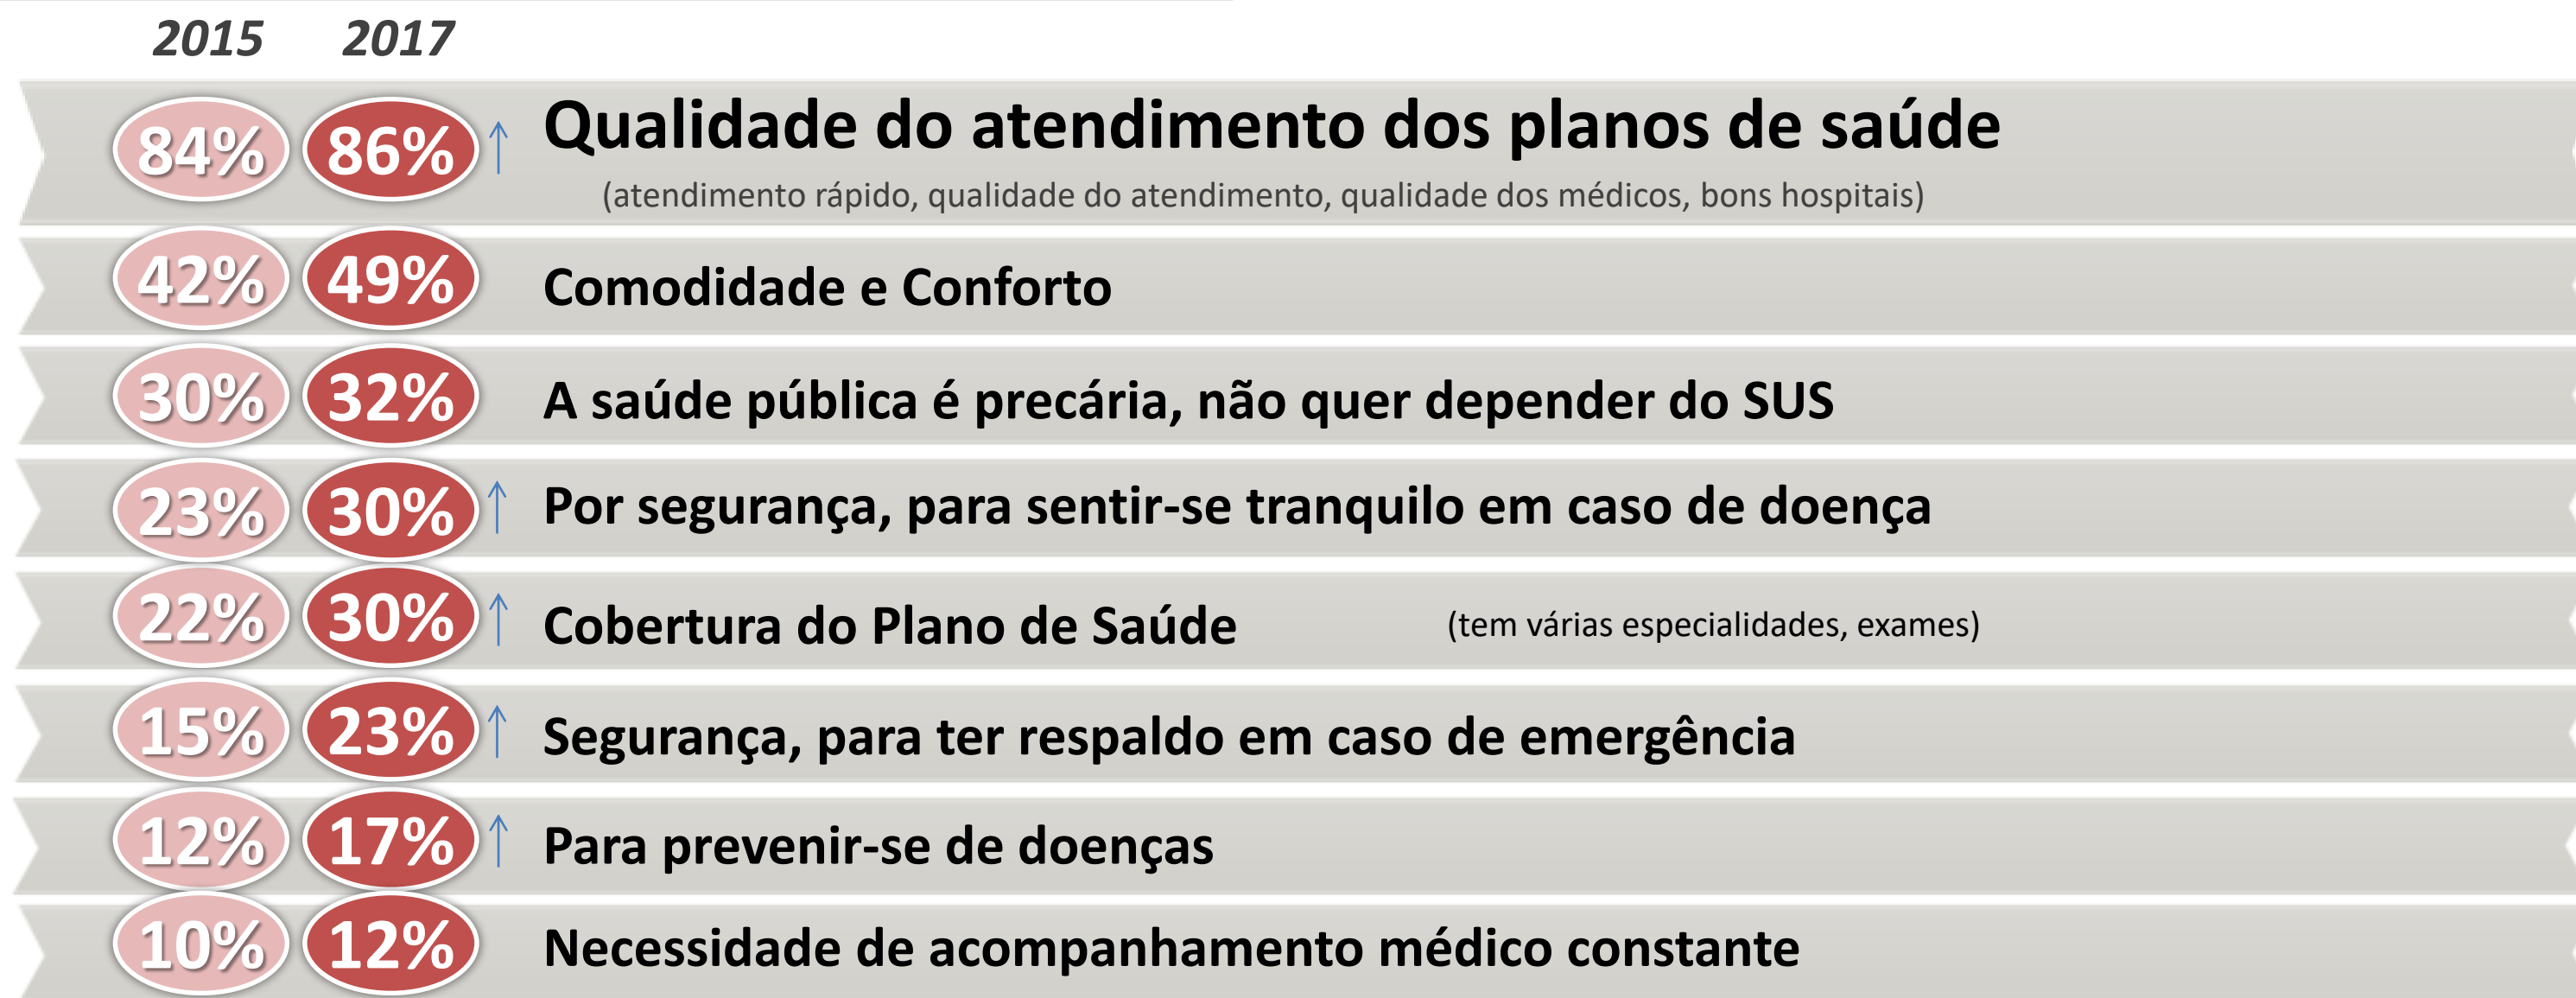 2015 2017
84% 86% ↑ Qualidade do atendimento dos planos de saúde
(atendimento rápido, qualidade do atendimento, qualidade dos médicos, bons hospitais)
42% 49% Comodidade e Conforto
30% 32% A saúde pública é precária, não quer depender do SUS
23% 30% ↑ Por segurança, para sentir-se tranquilo em caso de doença
22% 30% ↑ Cobertura do Plano de Saúde (tem várias especialidades, exames)
15% 23% ↑ Segurança, para ter respaldo em caso de emergência
12% 17% ↑ Para prevenir-se de doenças
10% 12% Necessidade de acompanhamento médico constante